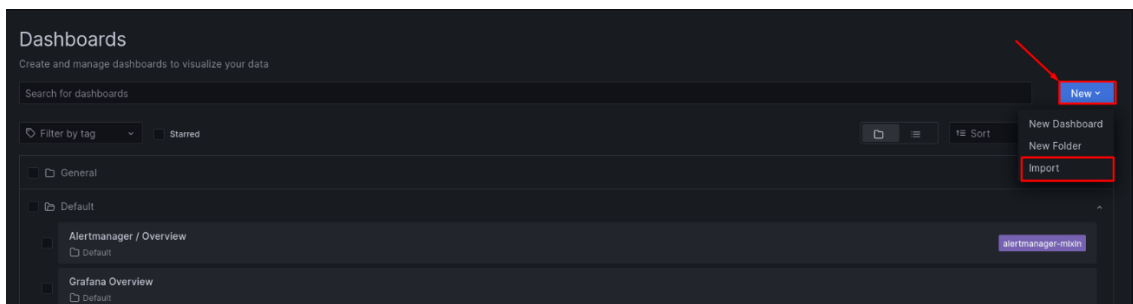 Dashboards
Create and manage dashboards to visualize your data
Search for dashboards
New
New Dashboard
New Folder
Import
Filter by tag
Starred
Sort
General
Default
Alertmanager / Overview
Default
alertmanager-mixin
Grafana Overview
Default